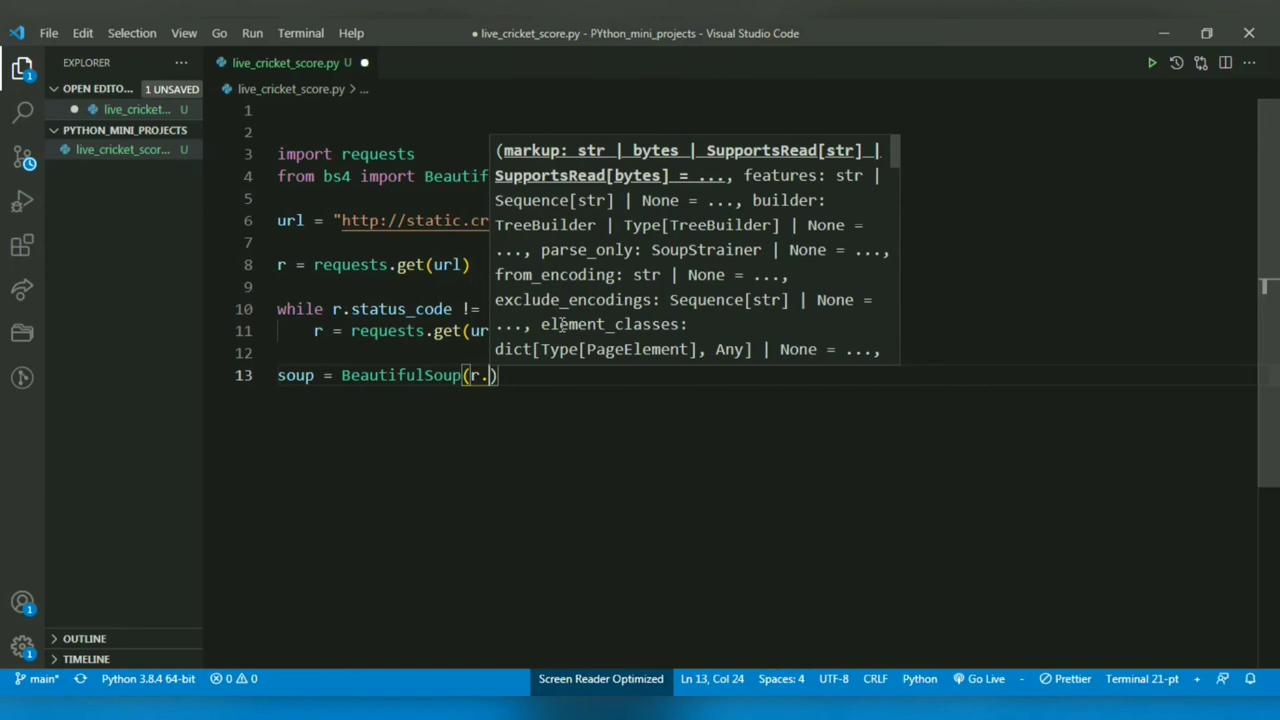 File Edit Selection View Go Run Terminal Help
● live_cricket_score.py - PYthon_mini_projects - Visual Studio Code
EXPLORER
live_cricket_score.py U
OPEN EDITO... 1 UNSAVED
live_cricket_score.py > ...
live_cricket... U
PYTHON_MINI_PROJECTS
live_cricket_scor... U
1
2
3 import requests
4 from bs4 import Beautif
5
6 url = "http://static.cr
7
8 r = requests.get(url)
9
10 while r.status_code !=
11 r = requests.get(ur
12
13 soup = BeautifulSoup(r.)
(markup: str | bytes | SupportsRead[str] |
SupportsRead[bytes] = ..., features: str |
Sequence[str] | None = ..., builder:
TreeBuilder | Type[TreeBuilder] | None =
..., parse_only: SoupStrainer | None = ...,
from_encoding: str | None = ...,
exclude_encodings: Sequence[str] | None =
..., element_classes:
dict[Type[PageElement], Any] | None = ...,
1
1
1
OUTLINE
TIMELINE
main* Python 3.8.4 64-bit 0 0 Screen Reader Optimized Ln 13, Col 24 Spaces: 4 UTF-8 CRLF Python Go Live - Prettier Terminal 21-pt +